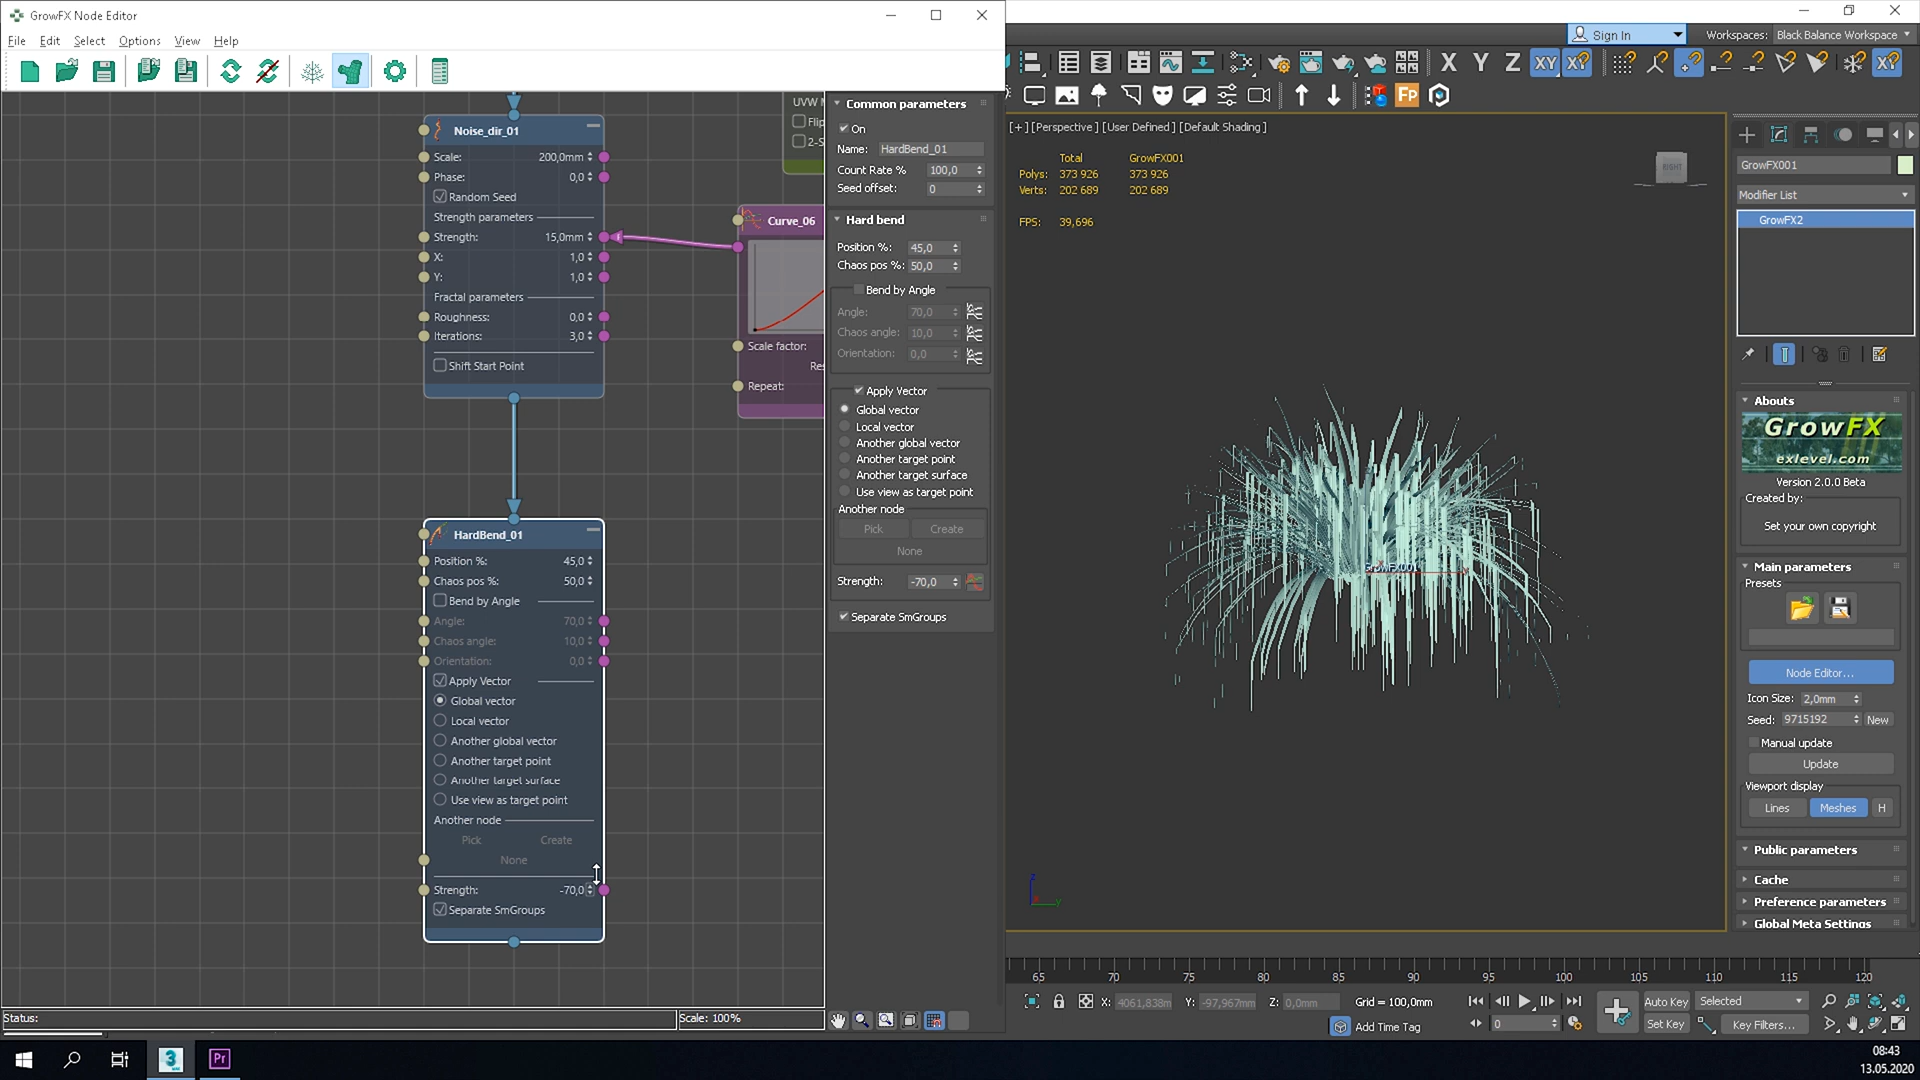 GrowFX Node Editor
File Edit Select Options View Help
Noise_dir_01
Scale: 200,0mm
Phase: 0,0
Random Seed
Strength parameters
Strength: 15,0mm
X: 1,0
Y: 1,0
Fractal parameters
Roughness: 0,0
Iterations: 3,0
Shift Start Point
HardBend_01
Position %: 45,0
Chaos pos %: 50,0
Bend by Angle
Angle: 70,0
Chaos angle: 10,0
Orientation: 0,0
Apply Vector
Global vector
Local vector
Another global vector
Another target point
Another target surface
Use view as target point
Another node
Pick Create
None
Strength: -70,0
Separate SmGroups
UVW
Flip
2-S
Curve_06
Scale factor:
Res
Repeat:
Status:
Scale: 100%
Common parameters
On
Name: HardBend_01
Count Rate % 100,0
Seed offset: 0
Hard bend
Position %: 45,0
Chaos pos %: 50,0
Bend by Angle
Angle: 70,0
Chaos angle: 10,0
Orientation: 0,0
Apply Vector
Global vector
Local vector
Another global vector
Another target point
Another target surface
Use view as target point
Another node
Pick Create
None
Strength: -70,0
Separate SmGroups
Sign In
Workspaces: Black Balance Workspace
X Y Z XY XY XY
FP
[+] [Perspective] [User Defined] [Default Shading]
Total GrowFX001
Polys: 373 926 373 926
Verts: 202 689 202 689
FPS: 39,696
RIGHT
GrowFX001
Z
Y
GrowFX001
Modifier List
GrowFX2
Abouts
GrowFX
exlevel.com
Version 2.0.0 Beta
Created by:
Set your own copyright
Main parameters
Presets
Node Editor...
Icon Size: 2,0mm
Seed: 9715192 New
Manual update
Update
Viewport display
Lines Meshes H
Public parameters
Cache
Preference parameters
Global Meta Settings
65 70 75 80 85 90 95 100 105 110 115 120
X: 4061,838m Y: -97,967mm Z: 0,0mm Grid = 100,0mm
Auto Key Selected
0
Add Time Tag
Set Key Key Filters...
3
Pr
08:43
13.05.2020